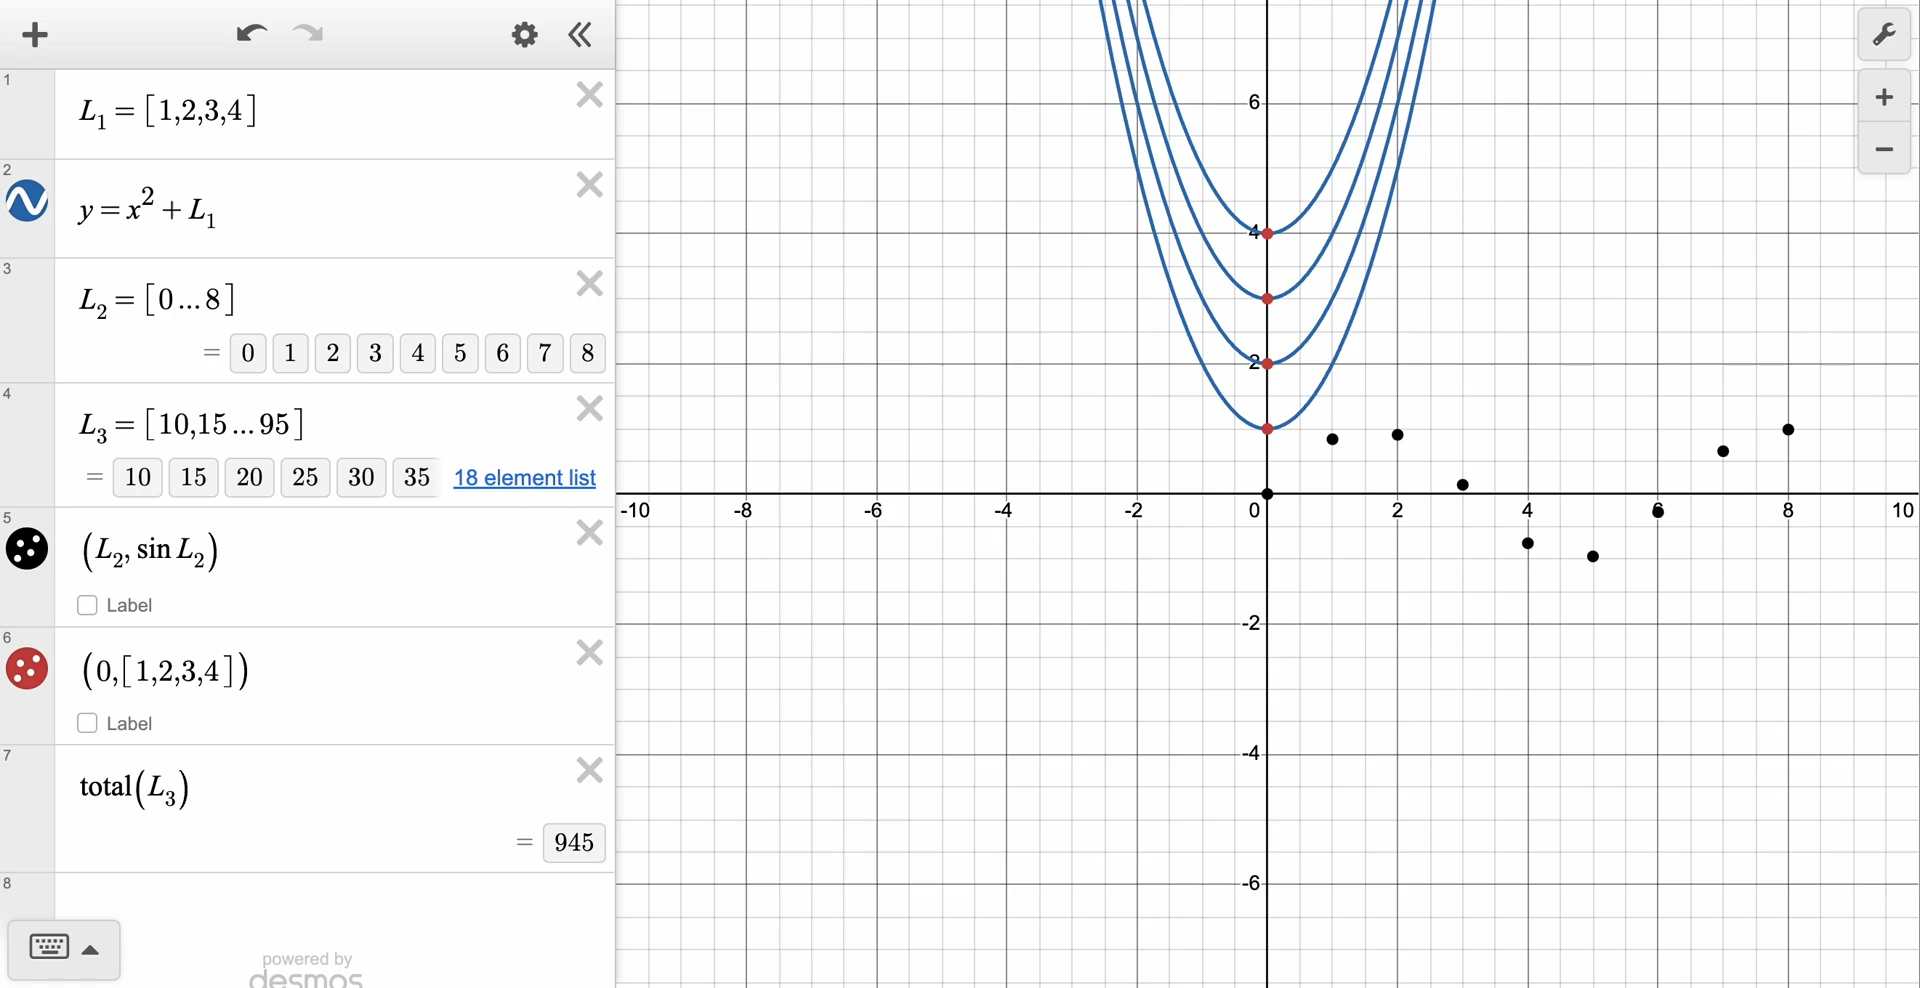 1
L₁ = [1,2,3,4]
2
y = x² + L₁
3
L₂ = [0...8]
= 0 1 2 3 4 5 6 7 8
4
L₃ = [10,15...95]
= 10 15 20 25 30 35 18 element list
5
(L₂, sin L₂)
Label
6
(0,[1,2,3,4])
Label
7
total(L₃)
= 945
8
powered by
desmos
6
4
2
-10 -8 -6 -4 -2 0 2 4 6 8 10
-2
-4
-6
+
−